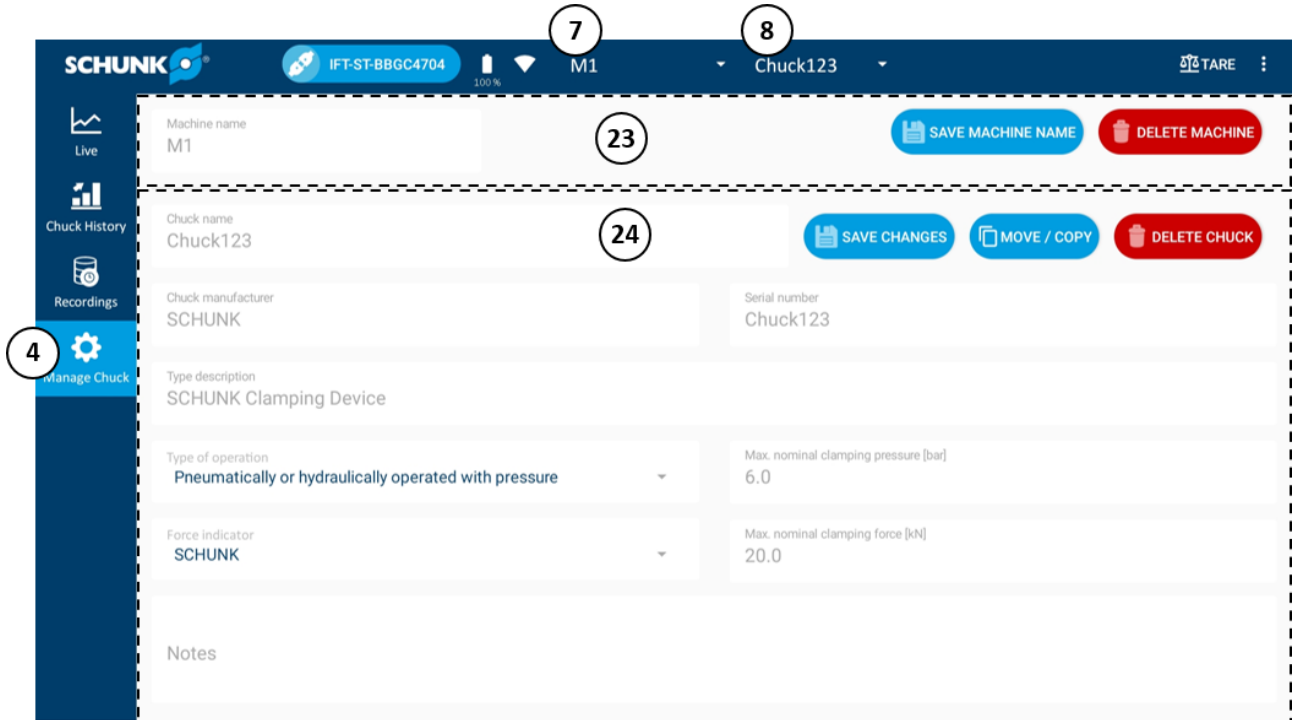 7
8
SCHUNK
IFT-ST-BBGC4704
100 %
M1
Chuck123
TARE
Live
Machine name
M1
23
SAVE MACHINE NAME
DELETE MACHINE
Chuck History
Chuck name
Chuck123
24
SAVE CHANGES
MOVE / COPY
DELETE CHUCK
Recordings
Chuck manufacturer
SCHUNK
Serial number
Chuck123
4
Manage Chuck
Type description
SCHUNK Clamping Device
Type of operation
Pneumatically or hydraulically operated with pressure
Max. nominal clamping pressure [bar]
6.0
Force indicator
SCHUNK
Max. nominal clamping force [kN]
20.0
Notes